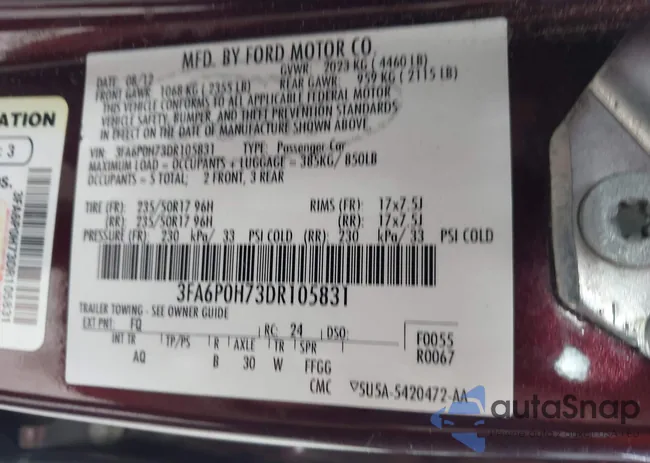 MFD. BY FORD MOTOR CO.
DATE: 08/12 GVWR: 2023 KG ( 4460 LB)
FRONT GAWR: 1068 KG ( 2355 LB) REAR GAWR: 959 KG ( 2115 LB)
THIS VEHICLE CONFORMS TO ALL APPLICABLE FEDERAL MOTOR
VEHICLE SAFETY, BUMPER, AND THEFT PREVENTION STANDARDS
IN EFFECT ON THE DATE OF MANUFACTURE SHOWN ABOVE.
VIN: 3FA6P0H73DR105831 TYPE: Passenger Car
MAXIMUM LOAD = OCCUPANTS + LUGGAGE = 385KG/ 850LB
OCCUPANTS = 5 TOTAL; 2 FRONT, 3 REAR
TIRE (FR): 235/50R17 96H RIMS (FR): 17x7.5J
(RR): 235/50R17 96H (RR): 17x7.5J
PRESSURE (FR): 230 kPa/ 33 PSI COLD (RR): 230 kPa/ 33 PSI COLD
3FA6P0H73DR105831
TRAILER TOWING - SEE OWNER GUIDE
EXT PNT: FQ RC: 24 DSO: F0055
INT TR TP/PS R AXLE TR SPR R0067
AQ B 30 W FFGG
CMC 5U5A-5420472-AA
ATION
: 3
S.
3FA6P0H73DR105831
autoSnap